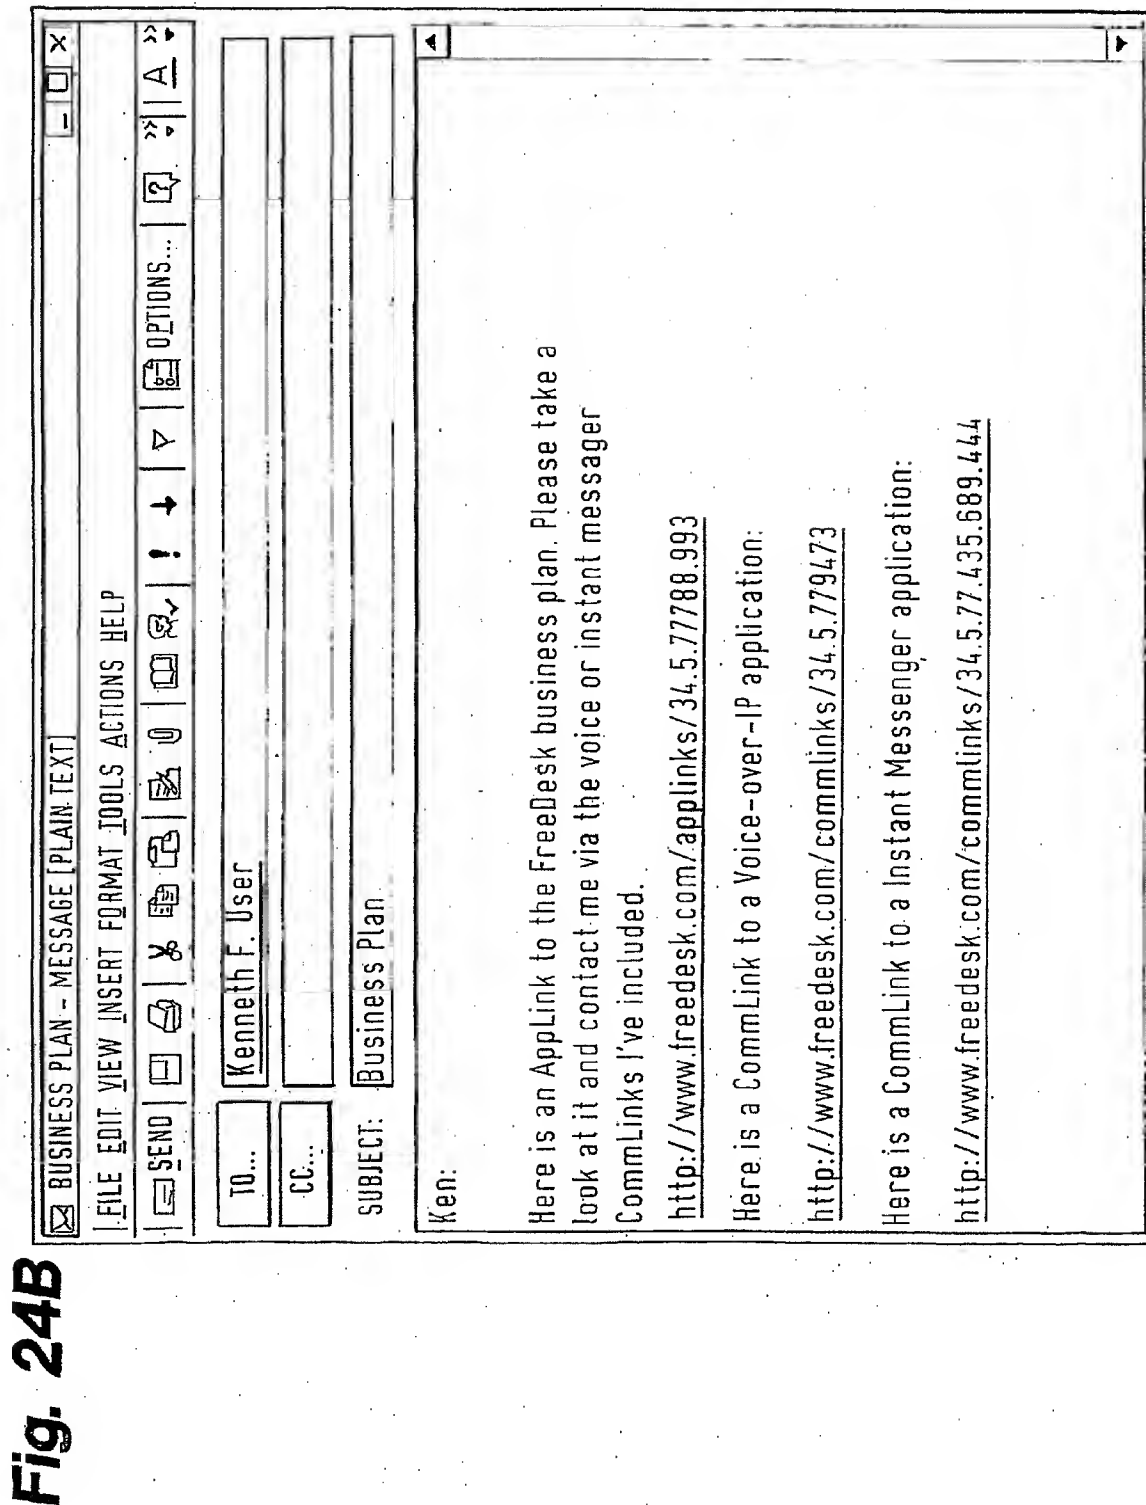 Fig. 24B
BUSINESS PLAN - MESSAGE [PLAIN TEXT]
FILE EDIT VIEW INSERT FORMAT TOOLS ACTIONS HELP
SEND OPTIONS... A
TO... Kenneth F. User
CC...
SUBJECT: Business Plan
Ken:
Here is an AppLink to the FreeDesk business plan. Please take a
look at it and contact me via the voice or instant messager
CommLinks I've included.
http://www.freedesk.com/applinks/34.5.77788.993
Here is a CommLink to a Voice-over-IP application:
http://www.freedesk.com/commlinks/34.5.779473
Here is a CommLink to a Instant Messenger application:
http://www.freedesk.com/commlinks/34.5.77.435.689.444